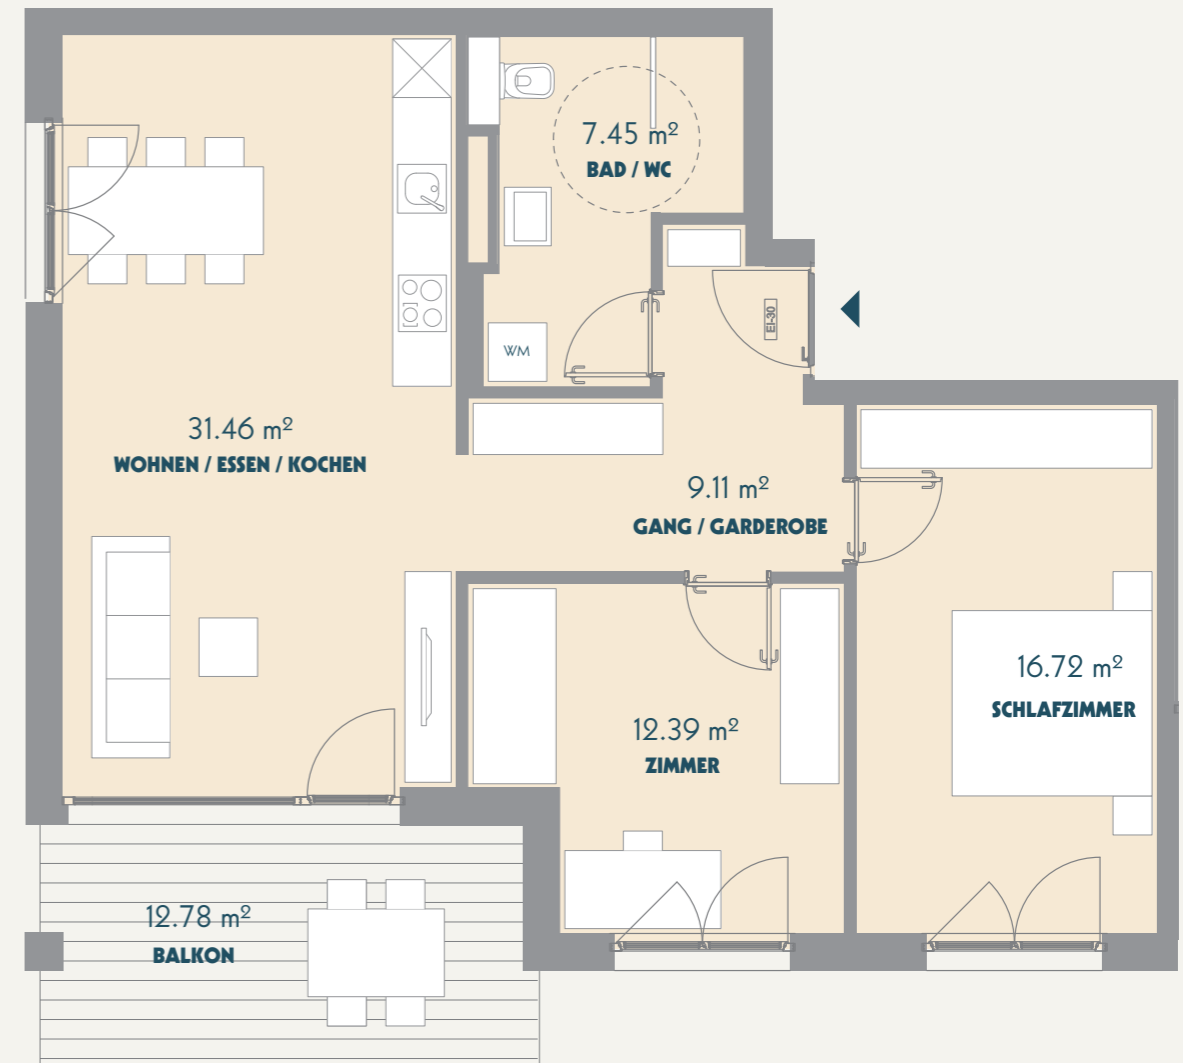 7.45 m²
BAD / WC
EI-30
WM
31.46 m²
WOHNEN / ESSEN / KOCHEN
9.11 m²
GANG / GARDEROBE
16.72 m²
SCHLAFZIMMER
12.39 m²
ZIMMER
12.78 m²
BALKON